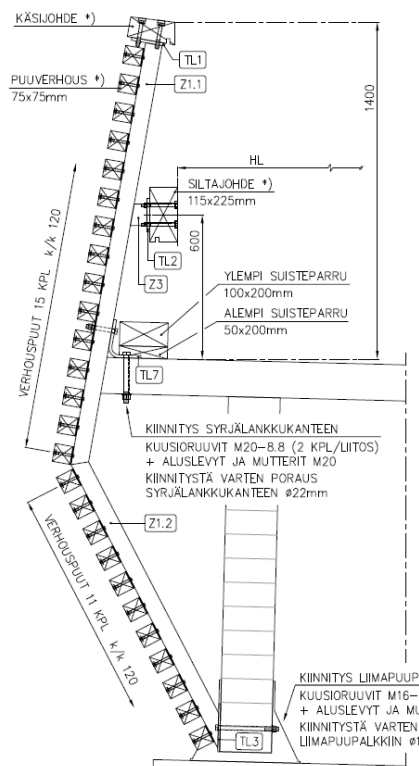 KÄSIJOHDE *)
TL1
PUUVERHOUS *)
75x75mm
Z1.1
1400
HL
SILTAJOHDE *)
115x225mm
600
TL2
Z3
VERHOUSPUUT 15 KPL k/k 120
YLEMPI SUISTEPARRU
100x200mm
ALEMPI SUISTEPARRU
50x200mm
TL7
KIINNITYS SYRJÄLANKKUKANTEEN
KUUSIORUUVIT M20-8.8 (2 KPL/LIITOS)
+ ALUSLEVYT JA MUTTERIT M20
KIINNITYSTÄ VARTEN PORAUS
SYRJÄLANKKUKANTEEN ø22mm
Z1.2
VERHOUSPUUT 11 KPL k/k 120
KIINNITYS LIIMAPUUP
KUUSIORUUVIT M16-
+ ALUSLEVYT JA MU
KIINNITYSTÄ VARTEN
LIIMAPUUPALKKIIN ø1
TL3